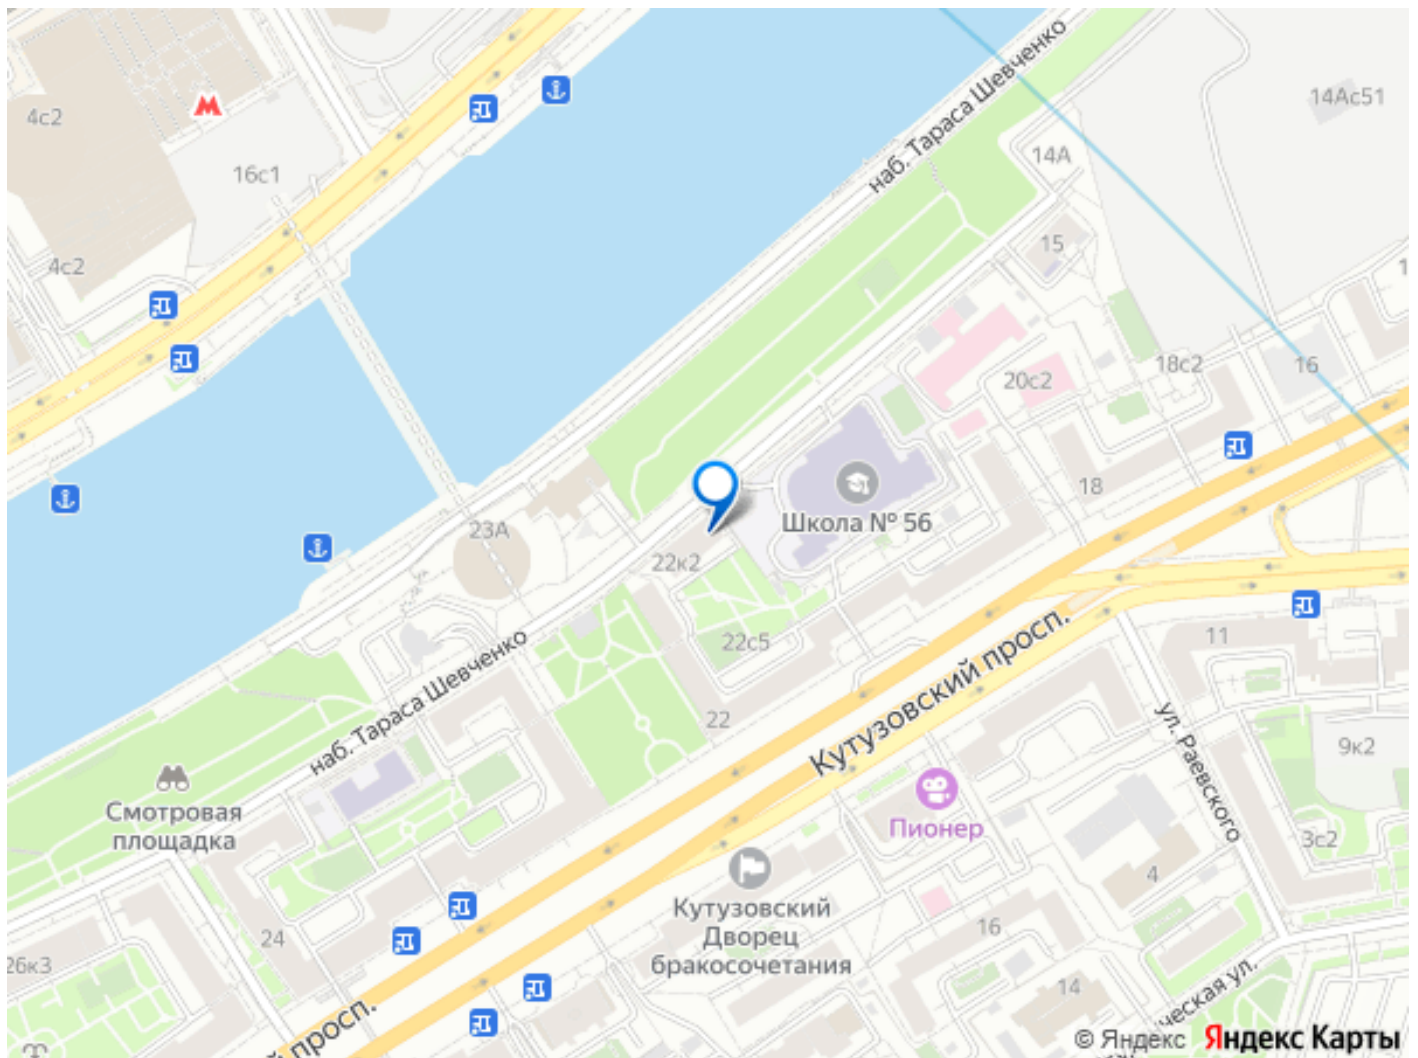 наб. Тараса Шевченко
14Ас51
4с2
14А
16с1
15
4с2
18с2
16
20с2
18
Школа № 56
23А
22к2
22с5
11
наб. Тараса Шевченко
22
Кутузовский просп.
ул. Раевского
9к2
Смотровая
площадка
Пионер
3с2
4
Кутузовский
Дворец
бракосочетания
16
24
26к3
14
ческая ул.
й просп.
© Яндекс Яндекс Карты